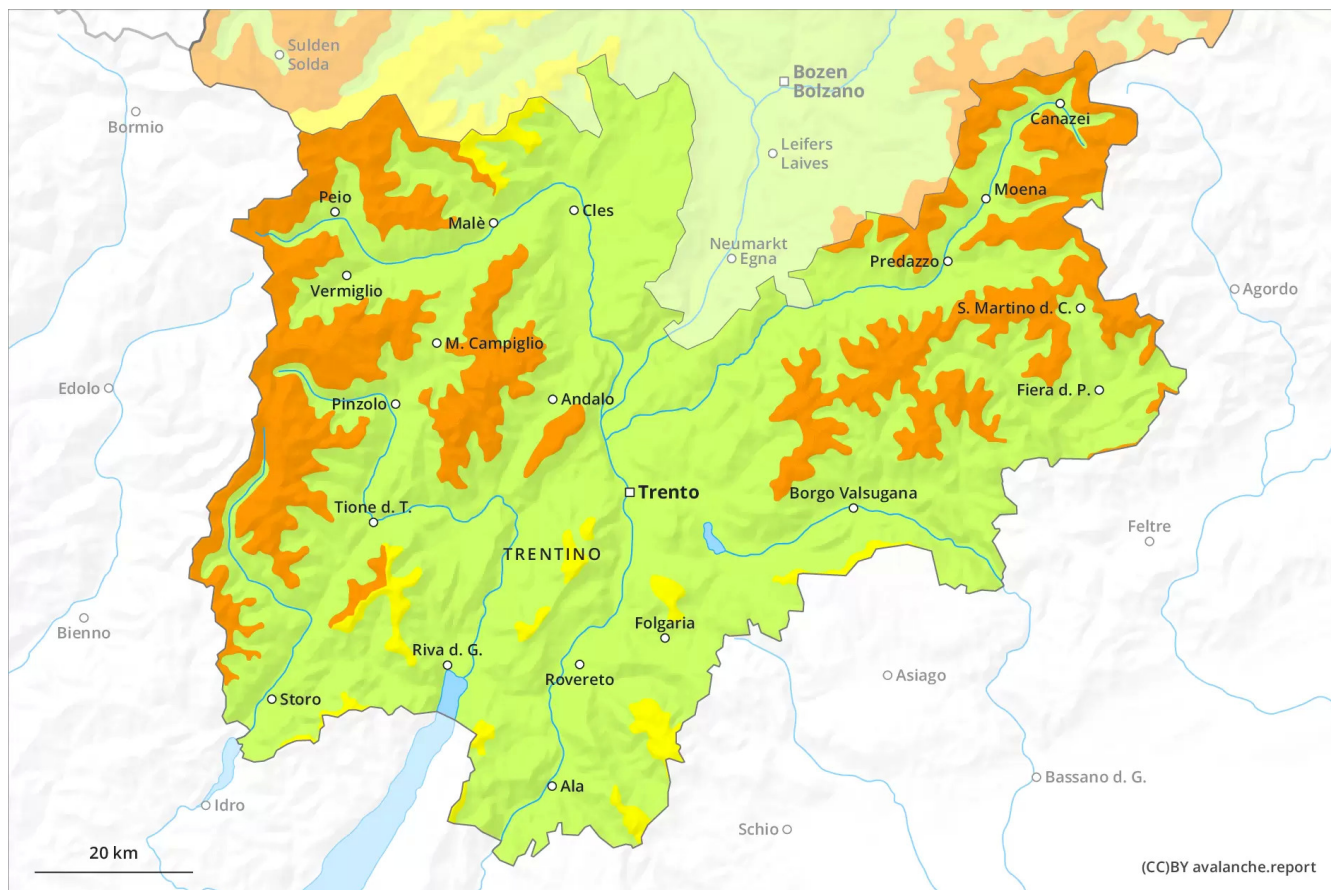 Sulden
Solda
Bozen
Bolzano
Bormio
Canazei
Leifers
Laives
Peio
Moena
Malè
Cles
Neumarkt
Egna
Predazzo
Vermiglio
Agordo
S. Martino d. C.
M. Campiglio
Edolo
Fiera d. P.
Pinzolo
Andalo
Trento
Borgo Valsugana
Tione d. T.
Feltre
TRENTINO
Bienno
Folgaria
Riva d. G.
Rovereto
Asiago
Storo
Bassano d. G.
Ala
Idro
Schio
20 km
(CC)BY avalanche.report